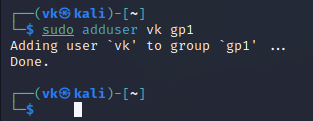 ┌──(vk㉿kali)-[~]
└─$ sudo adduser vk gp1
Adding user `vk' to group `gp1' ...
Done.
┌──(vk㉿kali)-[~]
└─$